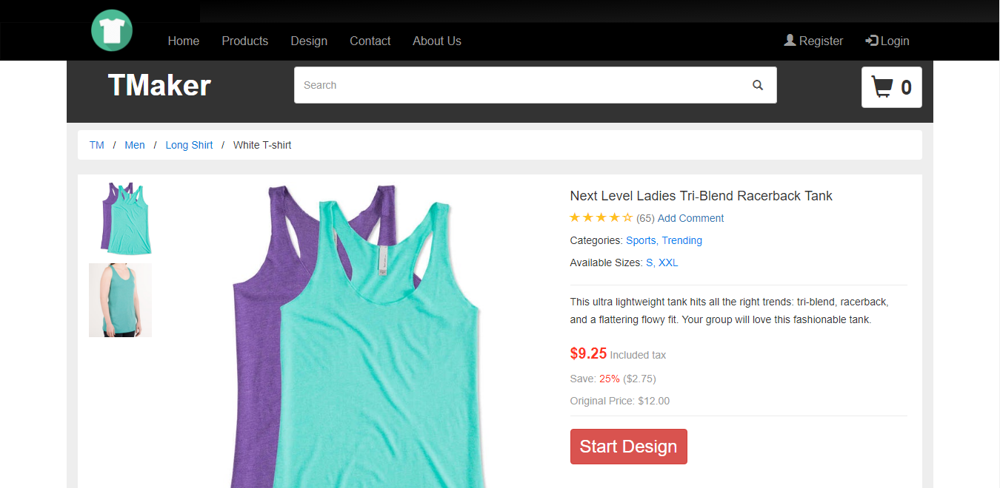 Home Products Design Contact About Us Register Login
TMaker Search 0
TM / Men / Long Shirt / White T-shirt
Next Level Ladies Tri-Blend Racerback Tank
(65) Add Comment
Categories: Sports, Trending
Available Sizes: S, XXL
This ultra lightweight tank hits all the right trends: tri-blend, racerback,
and a flattering flowy fit. Your group will love this fashionable tank.
$9.25 Included tax
Save: 25% ($2.75)
Original Price: $12.00
Start Design